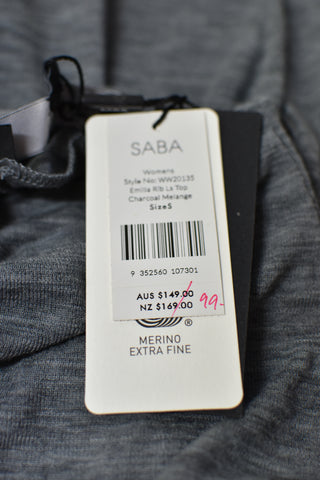 SABA
Womens
Style No: WW20135
Emilia Rib Ls Top
Charcoal Melange
Size S
9 352560 107301
AUS $149.00
NZ $169.00 99-
®
MERINO
EXTRA FINE